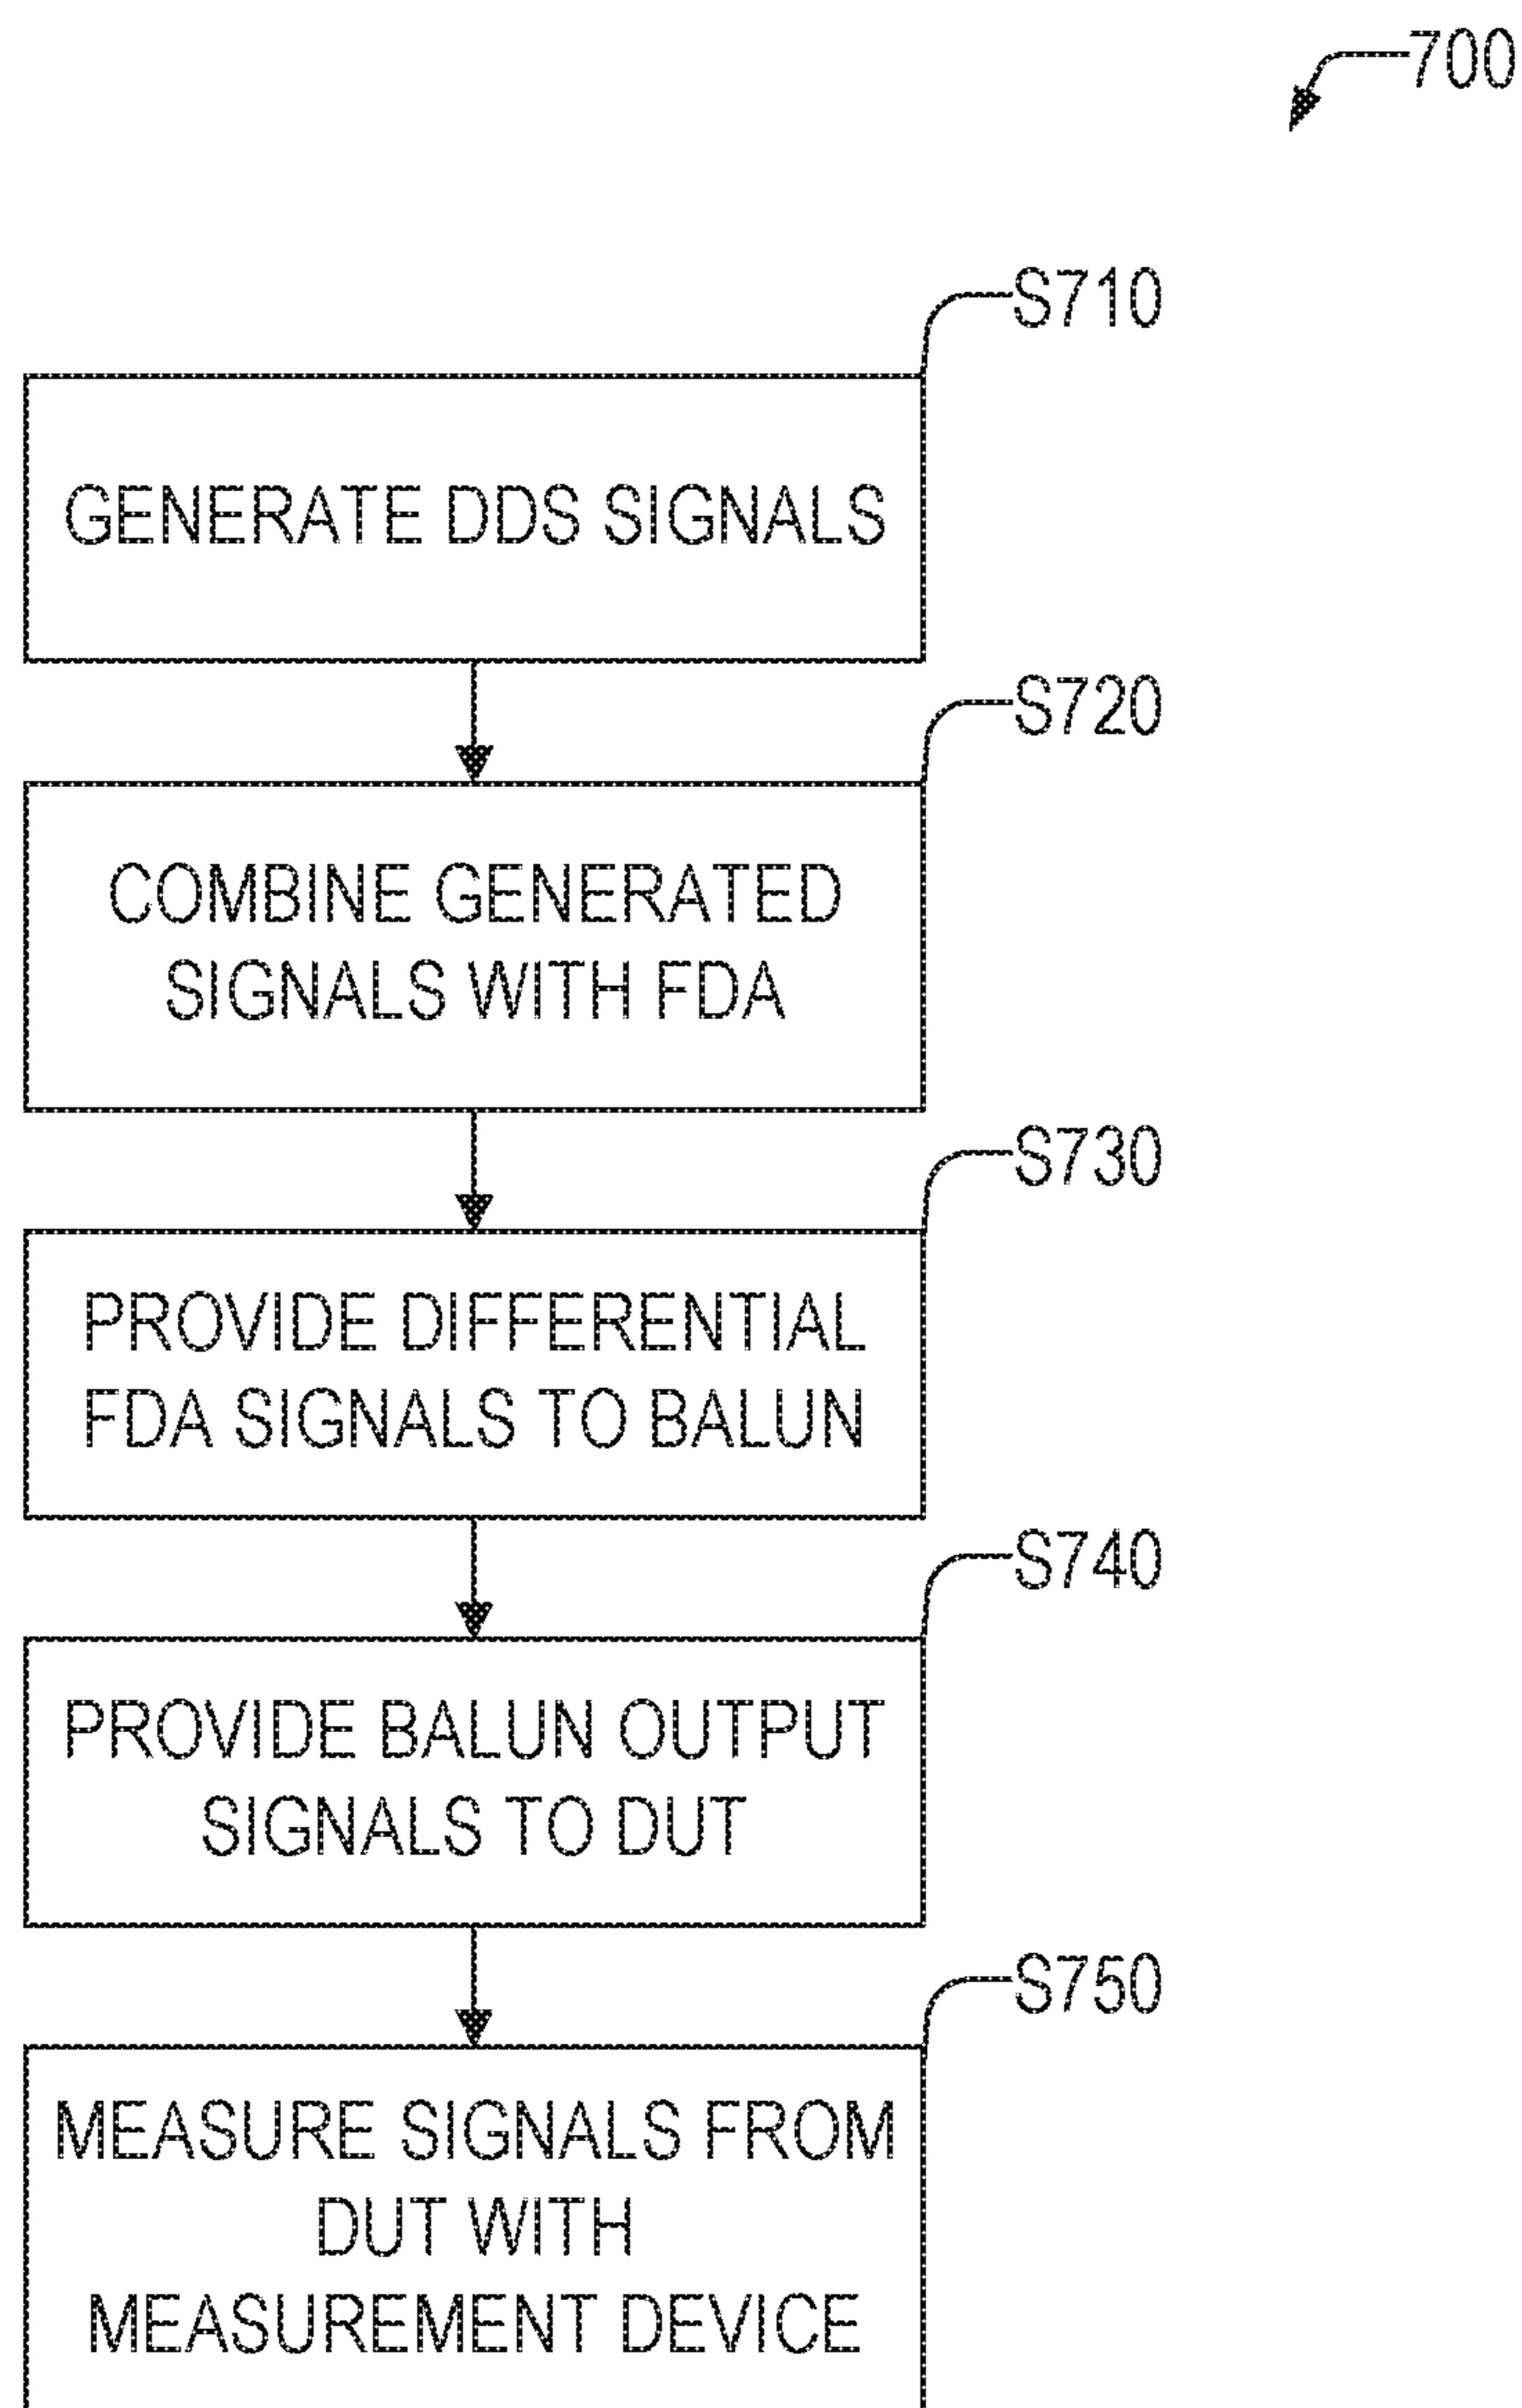 700
S710
GENERATE DDS SIGNALS
S720
COMBINE GENERATED
SIGNALS WITH FDA
S730
PROVIDE DIFFERENTIAL
FDA SIGNALS TO BALUN
S740
PROVIDE BALUN OUTPUT
SIGNALS TO DUT
S750
MEASURE SIGNALS FROM
DUT WITH
MEASUREMENT DEVICE